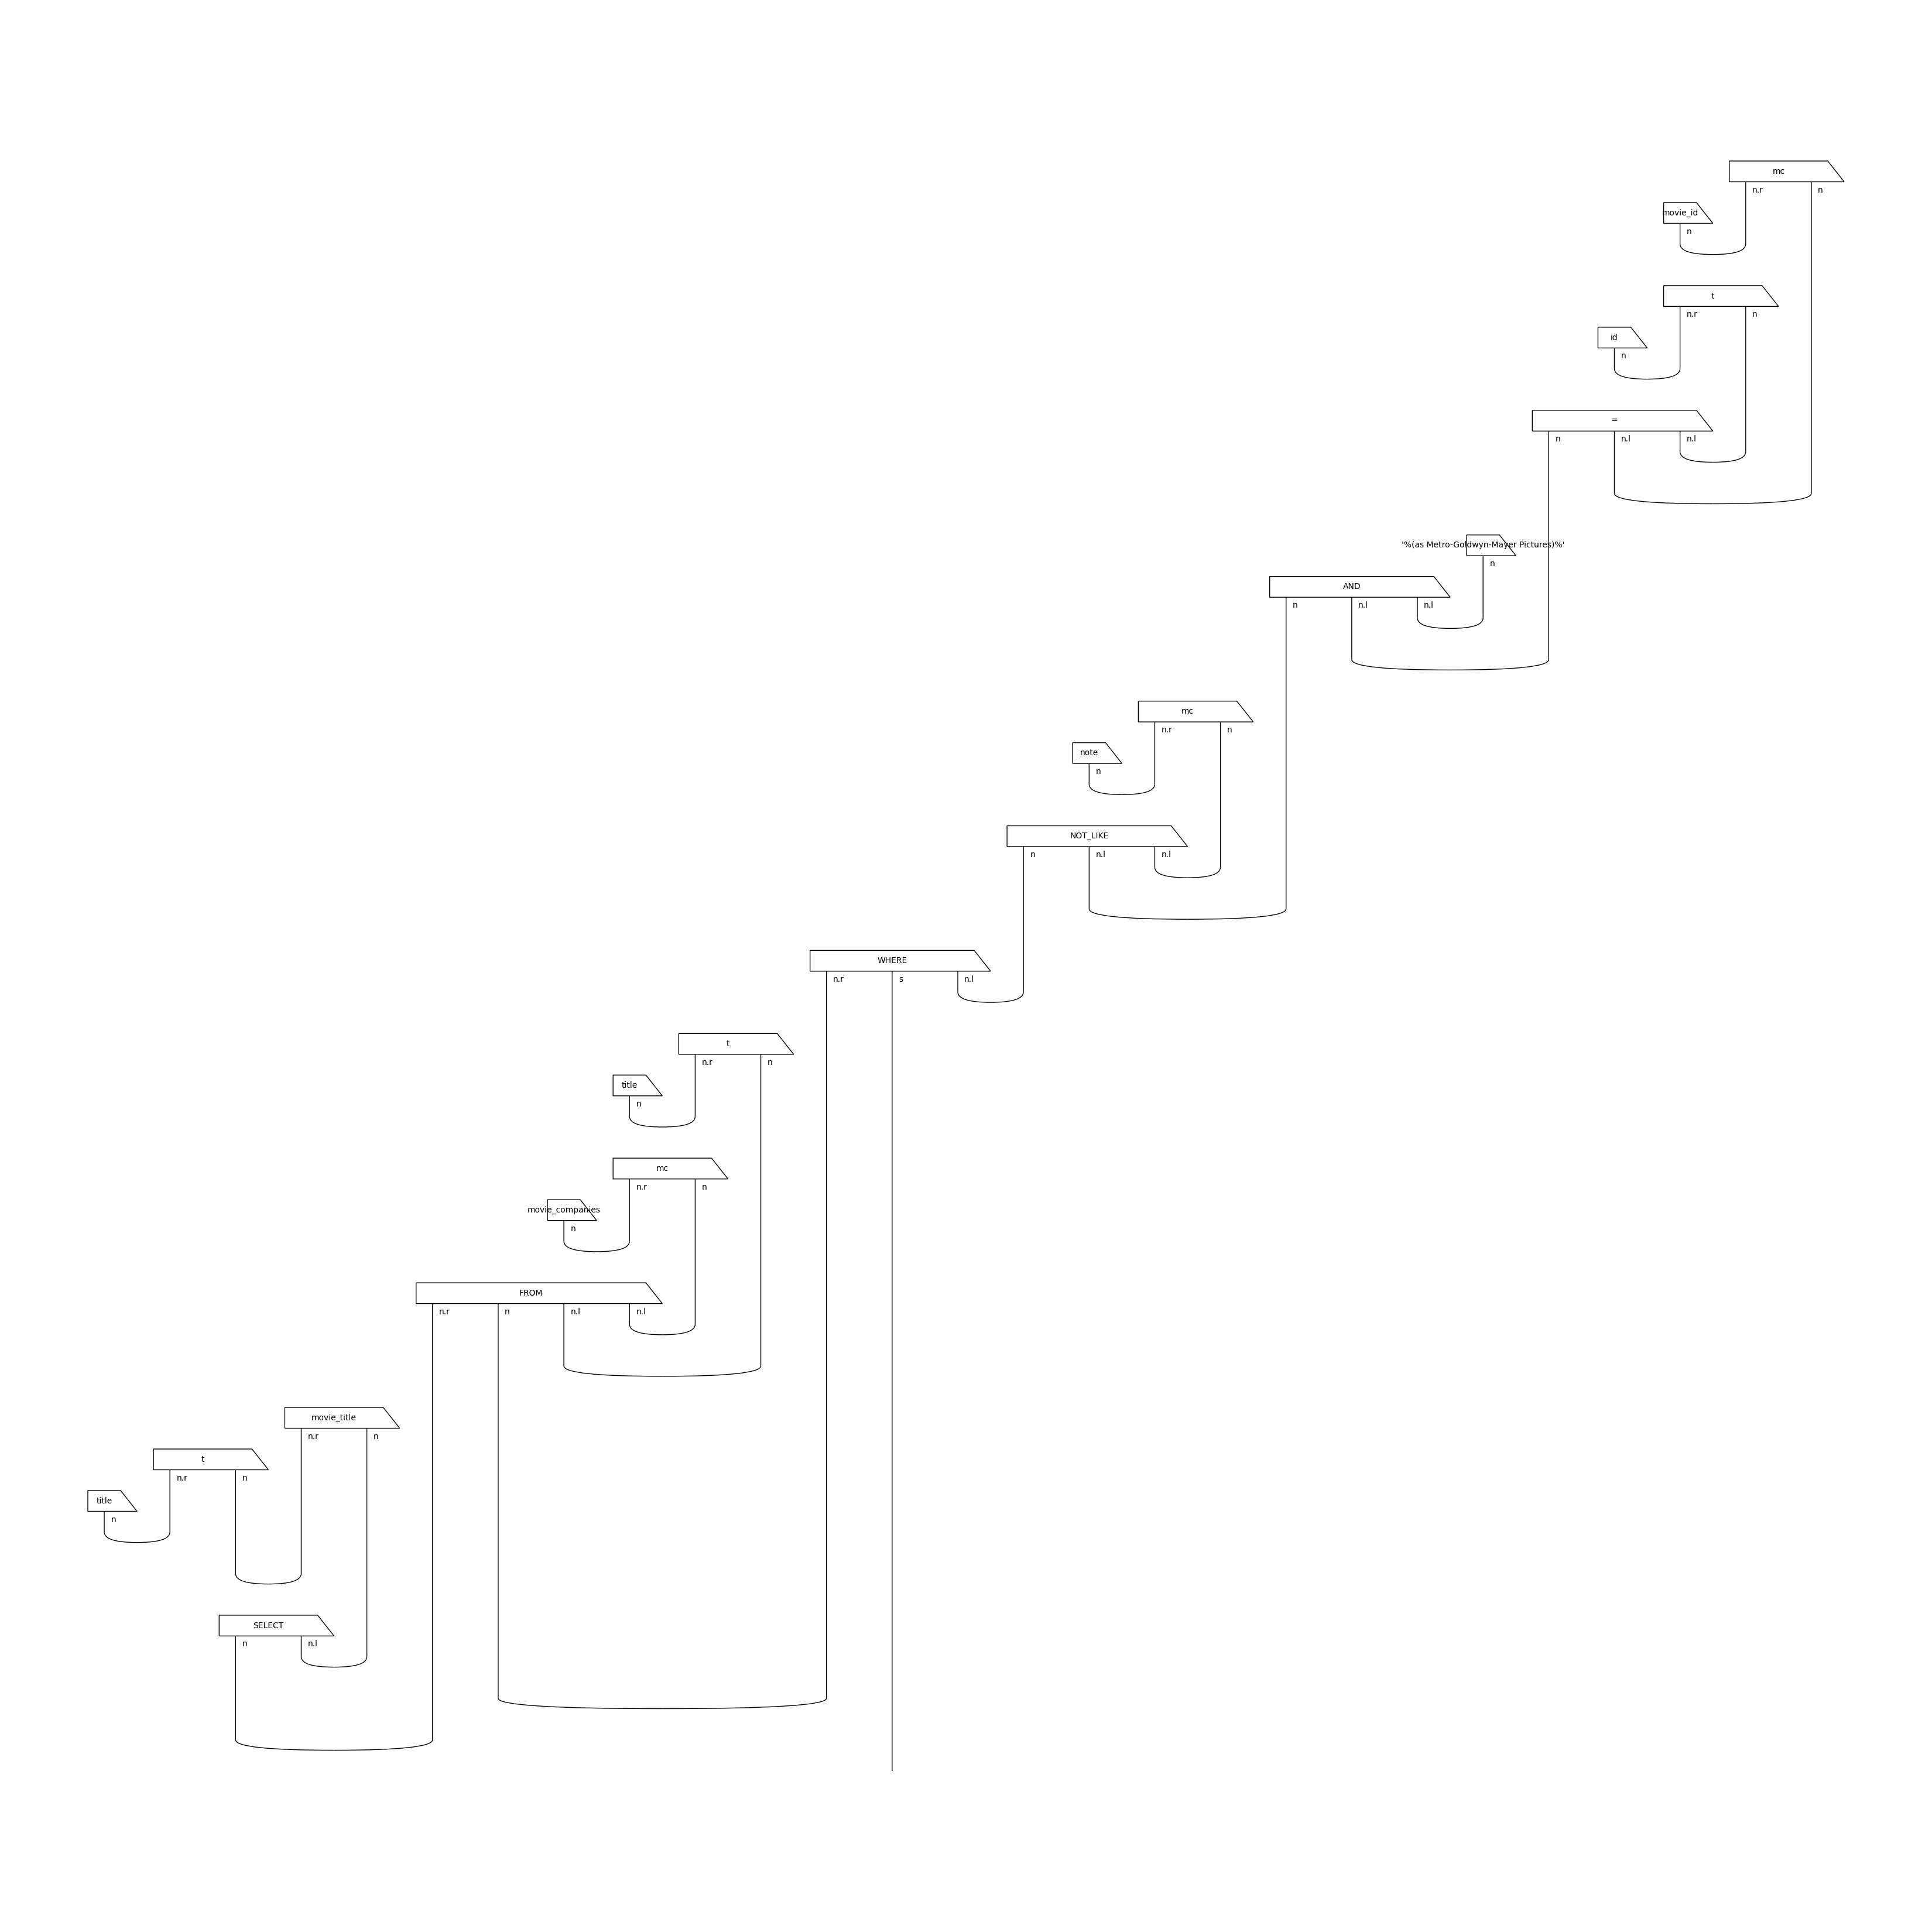 mc
n.r n
movie_id
n
t
n.r n
id
n
=
n n.l n.l
'%(as Metro-Goldwyn-Mayer Pictures)%'
n
AND
n n.l n.l
mc
n.r n
note
n
NOT_LIKE
n n.l n.l
WHERE
n.r s n.l
t
n.r n
title
n
mc
n.r n
movie_companies
n
FROM
n.r n n.l n.l
movie_title
n.r n
t
n.r n
title
n
SELECT
n n.l